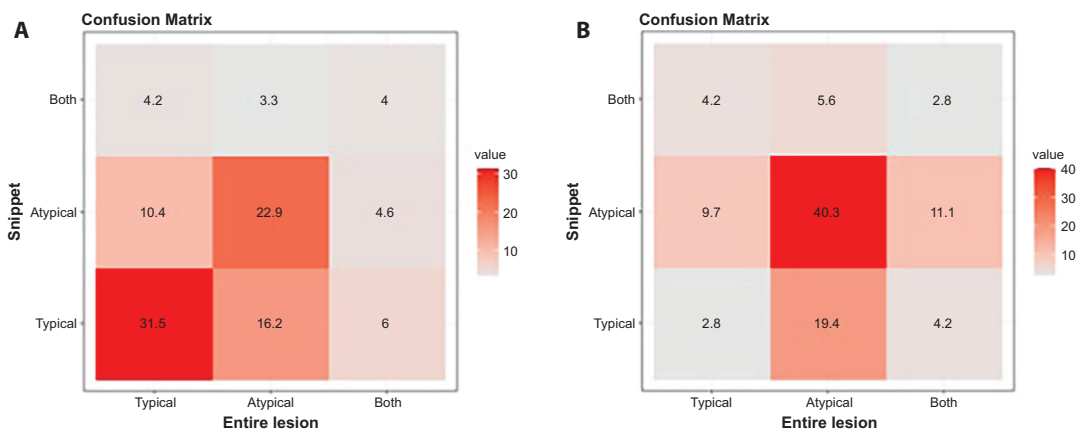 A
Confusion Matrix
Snippet
Both
4.2 3.3 4
Atypical
10.4 22.9 4.6
Typical
31.5 16.2 6
Typical Atypical Both
Entire lesion
value
30
20
10
B
Confusion Matrix
Snippet
Both
4.2 5.6 2.8
Atypical
9.7 40.3 11.1
Typical
2.8 19.4 4.2
Typical Atypical Both
Entire lesion
value
40
30
20
10